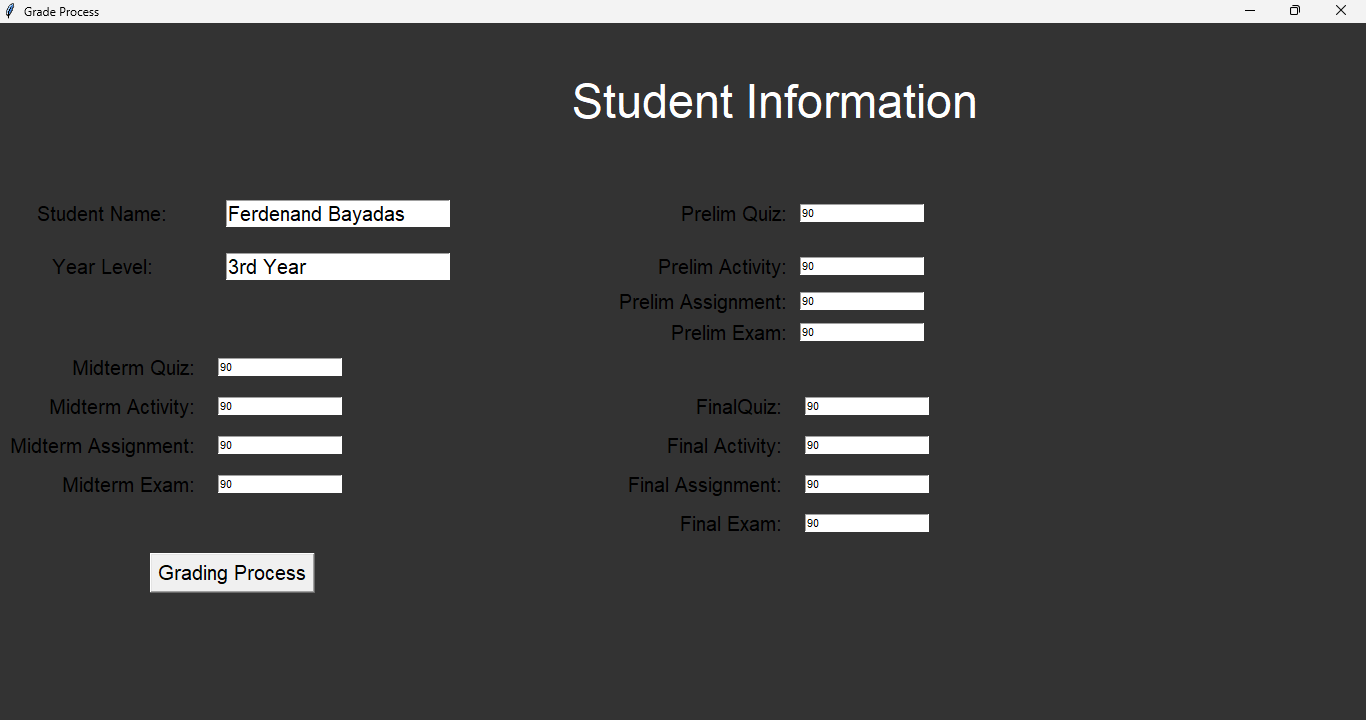 Grade Process
Student Information
Student Name: Ferdenand Bayadas
Prelim Quiz: 90
Year Level: 3rd Year
Prelim Activity: 90
Prelim Assignment: 90
Prelim Exam: 90
Midterm Quiz: 90
Midterm Activity: 90
Midterm Assignment: 90
Midterm Exam: 90
FinalQuiz: 90
Final Activity: 90
Final Assignment: 90
Final Exam: 90
Grading Process